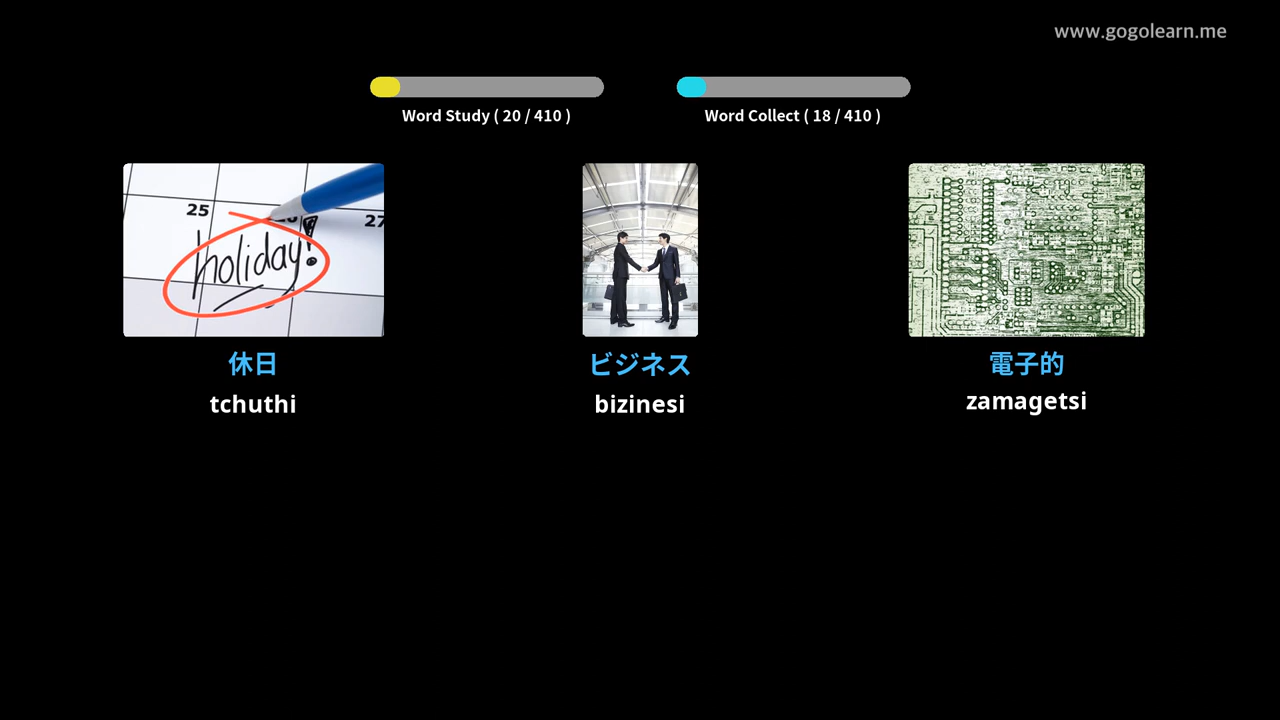 www.gogolearn.me
Word Study ( 20 / 410 )
Word Collect ( 18 / 410 )
25
27
holiday!
休日
ビジネス
電子的
tchuthi
bizinesi
zamagetsi